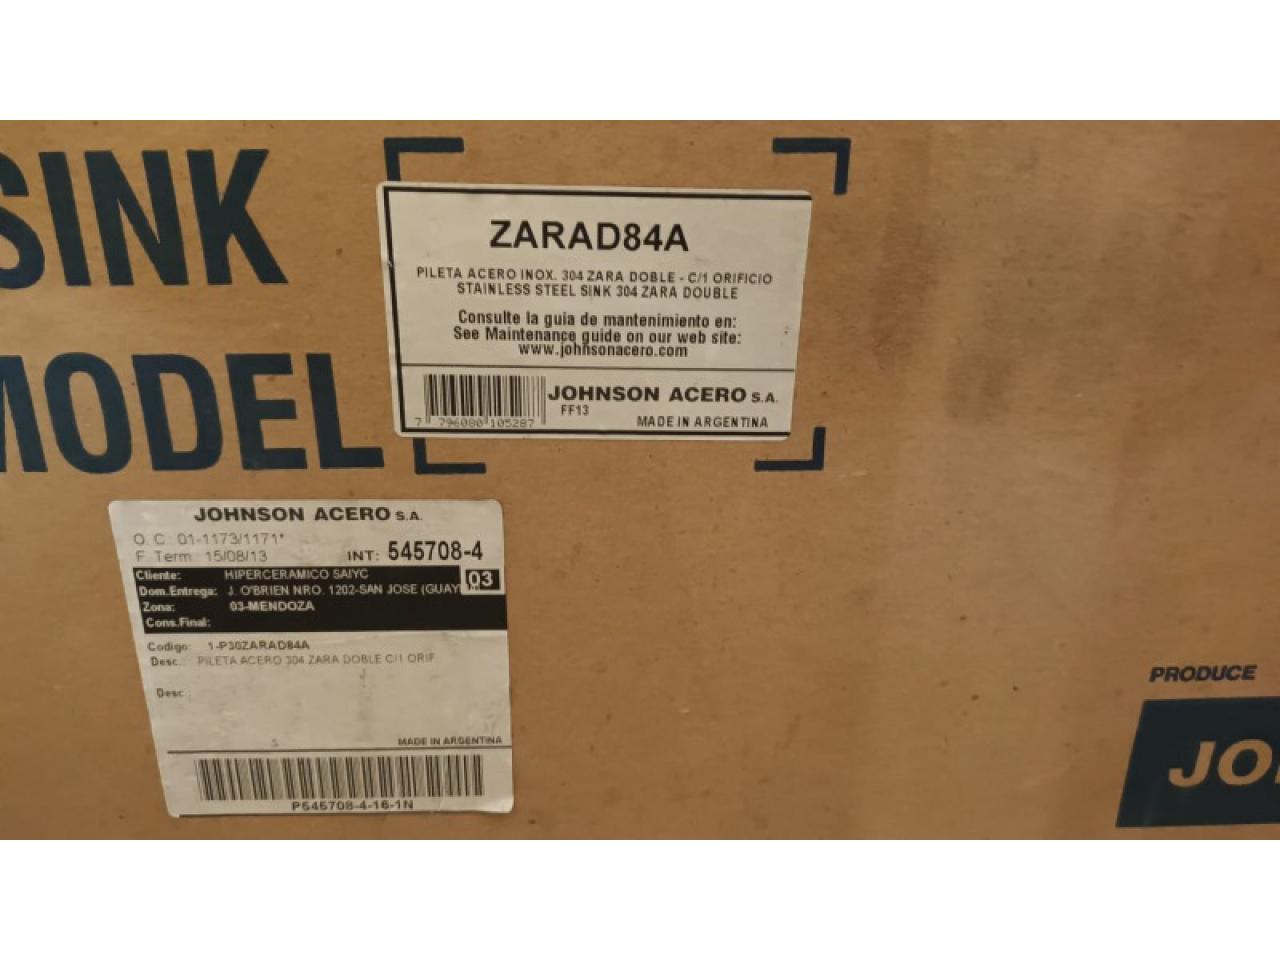 SINK
MODEL
ZARAD84A
PILETA ACERO INOX. 304 ZARA DOBLE - C/1 ORIFICIO
STAINLESS STEEL SINK 304 ZARA DOUBLE
Consulte la guia de mantenimiento en:
See Maintenance guide on our web site:
www.johnsonacero.com
JOHNSON ACERO S.A.
FF13
7 796080 105287
MADE IN ARGENTINA
JOHNSON ACERO S.A.
O. C. 01-1173/1171*
F. Term: 15/08/13 INT: 545708-4
Cliente: HIPERCERAMICO SAIYC 03
Dom.Entrega: J. O'BRIEN NRO. 1202-SAN JOSE (GUAY
Zona: 03-MENDOZA
Cons.Final:
Codigo: 1-P30ZARAD84A
Desc.: PILETA ACERO 304 ZARA DOBLE C/1 ORIF
Desc
MADE IN ARGENTINA
P545708-4-16-1N
PRODUCE
JO